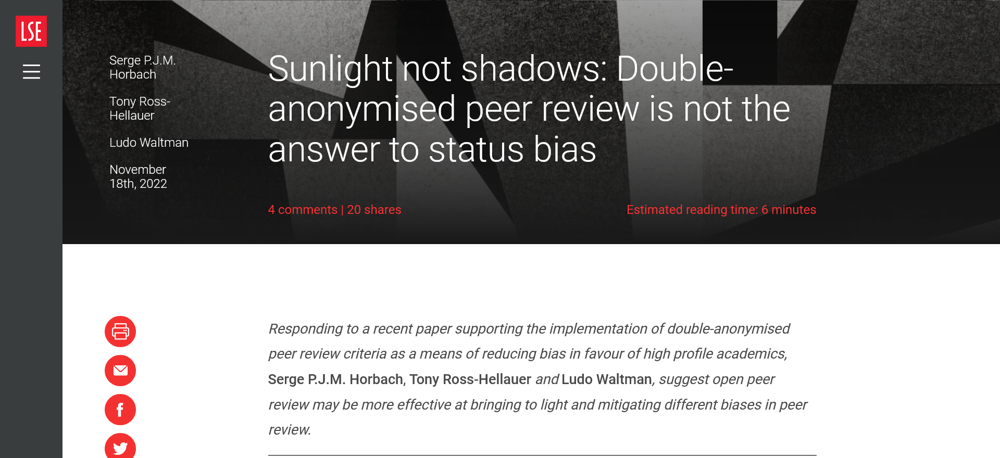 LSE
Serge P.J.M.
Horbach
Tony Ross-
Hellauer
Ludo Waltman
November
18th, 2022
Sunlight not shadows: Double-
anonymised peer review is not the
answer to status bias
4 comments | 20 shares
Estimated reading time: 6 minutes
Responding to a recent paper supporting the implementation of double-anonymised
peer review criteria as a means of reducing bias in favour of high profile academics,
Serge P.J.M. Horbach, Tony Ross-Hellauer and Ludo Waltman, suggest open peer
review may be more effective at bringing to light and mitigating different biases in peer
review.